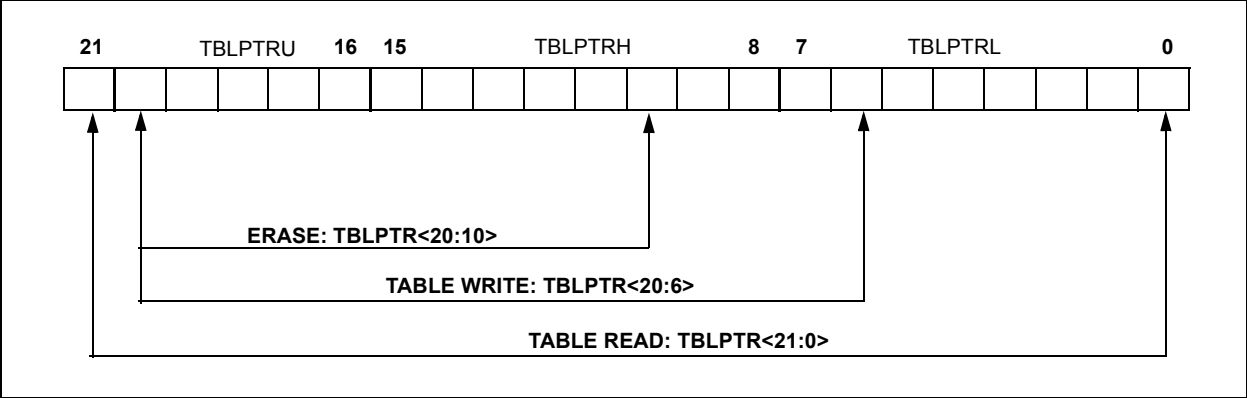 21 TBLPTRU 16 15 TBLPTRH 8 7 TBLPTRL 0
ERASE: TBLPTR<20:10>
TABLE WRITE: TBLPTR<20:6>
TABLE READ: TBLPTR<21:0>